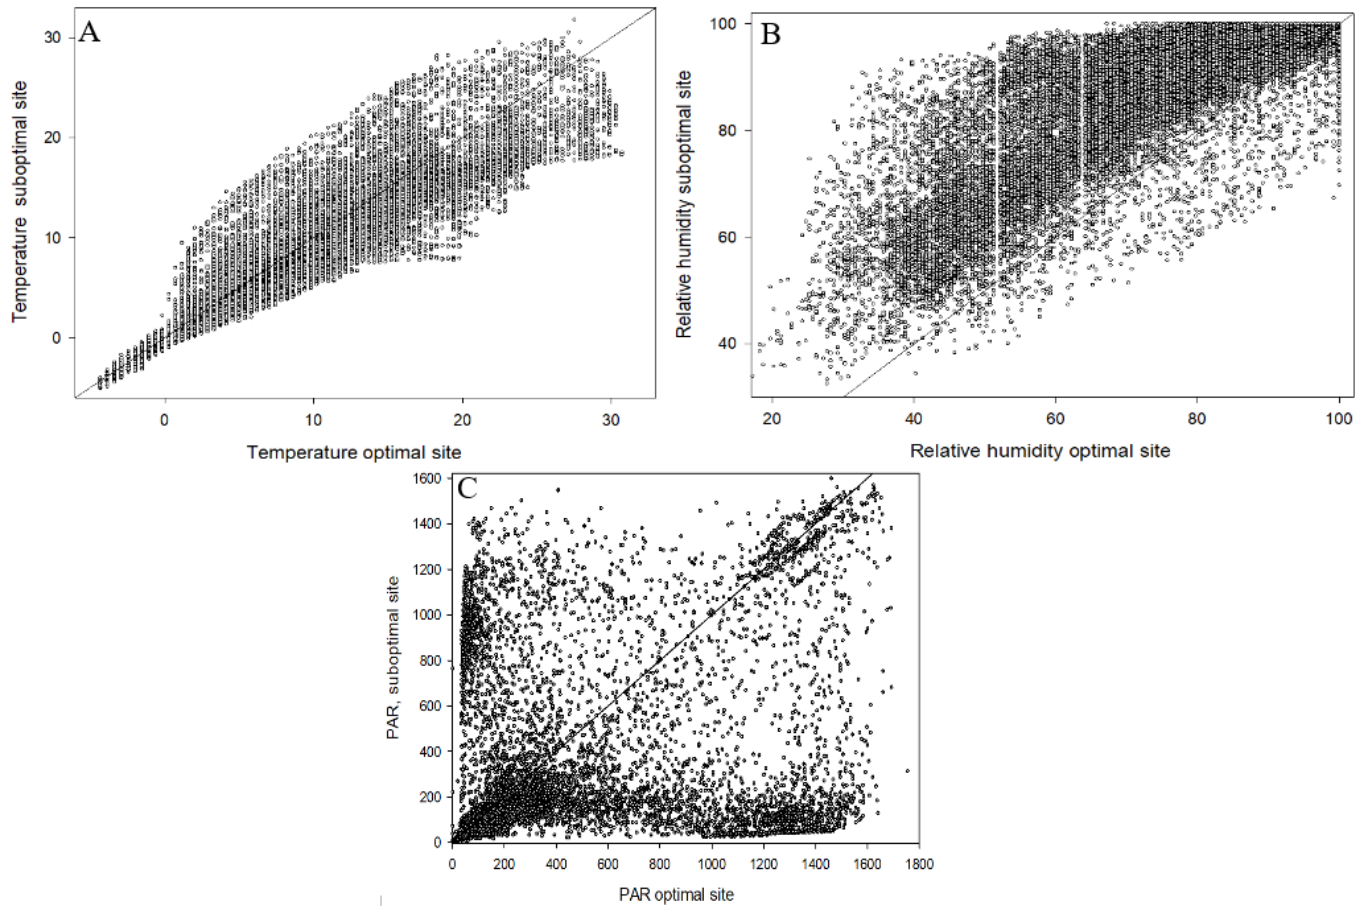 A
30
20
10
0
Temperature suboptimal site
0 10 20 30
Temperature optimal site
B
100
80
60
40
Relative humidity suboptimal site
20 40 60 80 100
Relative humidity optimal site
C
1600
1400
1200
1000
800
600
400
200
0
PAR, suboptimal site
0 200 400 600 800 1000 1200 1400 1600 1800
PAR optimal site